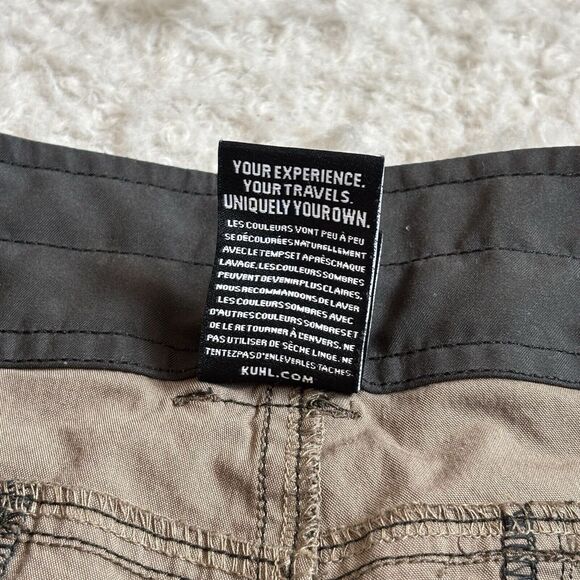 YOUR EXPERIENCE.
YOUR TRAVELS.
UNIQUELY YOUR OWN.
LES COULEURS VONT PEU À PEU
SE DÉCOLORÉES NATURELLEMENT
AVEC LE TEMPS ET APRÈS CHAQUE
LAVAGE, LES COULEURS SOMBRES
PEUVENT DEVENIR PLUS CLAIRES.
NOUS RECOMMANDONS DE LAVER
LES COULEURS SOMBRES AVEC
D'AUTRES COULEURS SOMBRES ET
DE LE RETOURNER À L'ENVERS. NE
PAS UTILISER DE SÈCHE LINGE. NE
TENTEZ PAS D'ENLEVER LES TACHES.
KUHL.COM